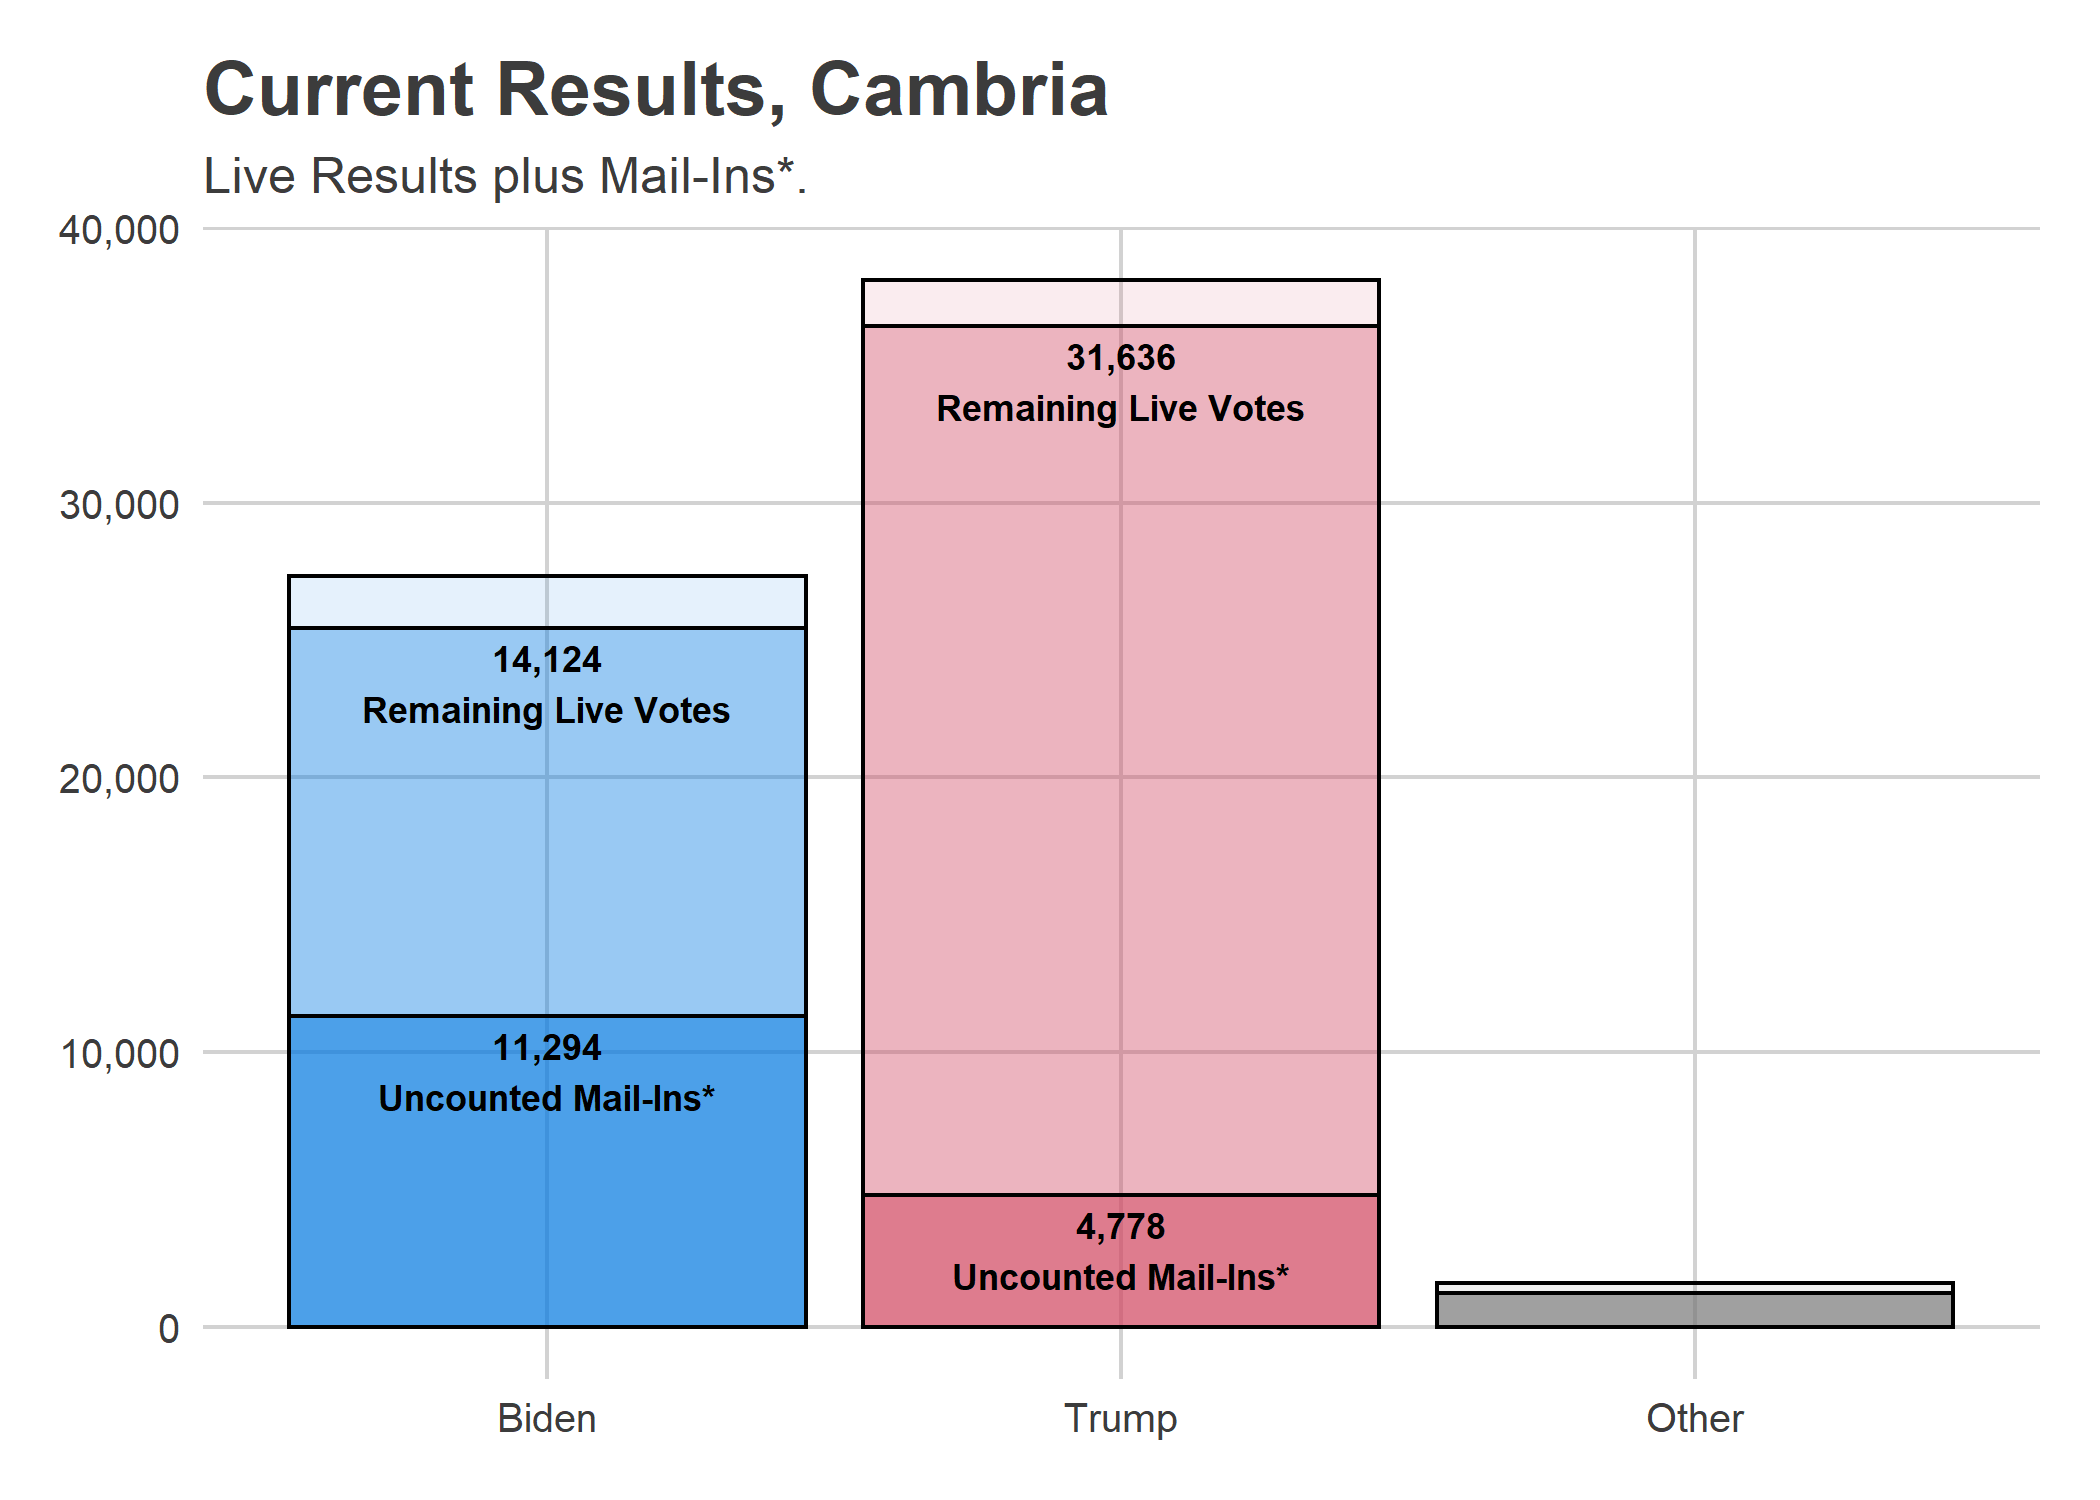 Current Results, Cambria
Live Results plus Mail-Ins*.
40,000
30,000
20,000
10,000
0
14,124
Remaining Live Votes
11,294
Uncounted Mail-Ins*
31,636
Remaining Live Votes
4,778
Uncounted Mail-Ins*
Biden
Trump
Other